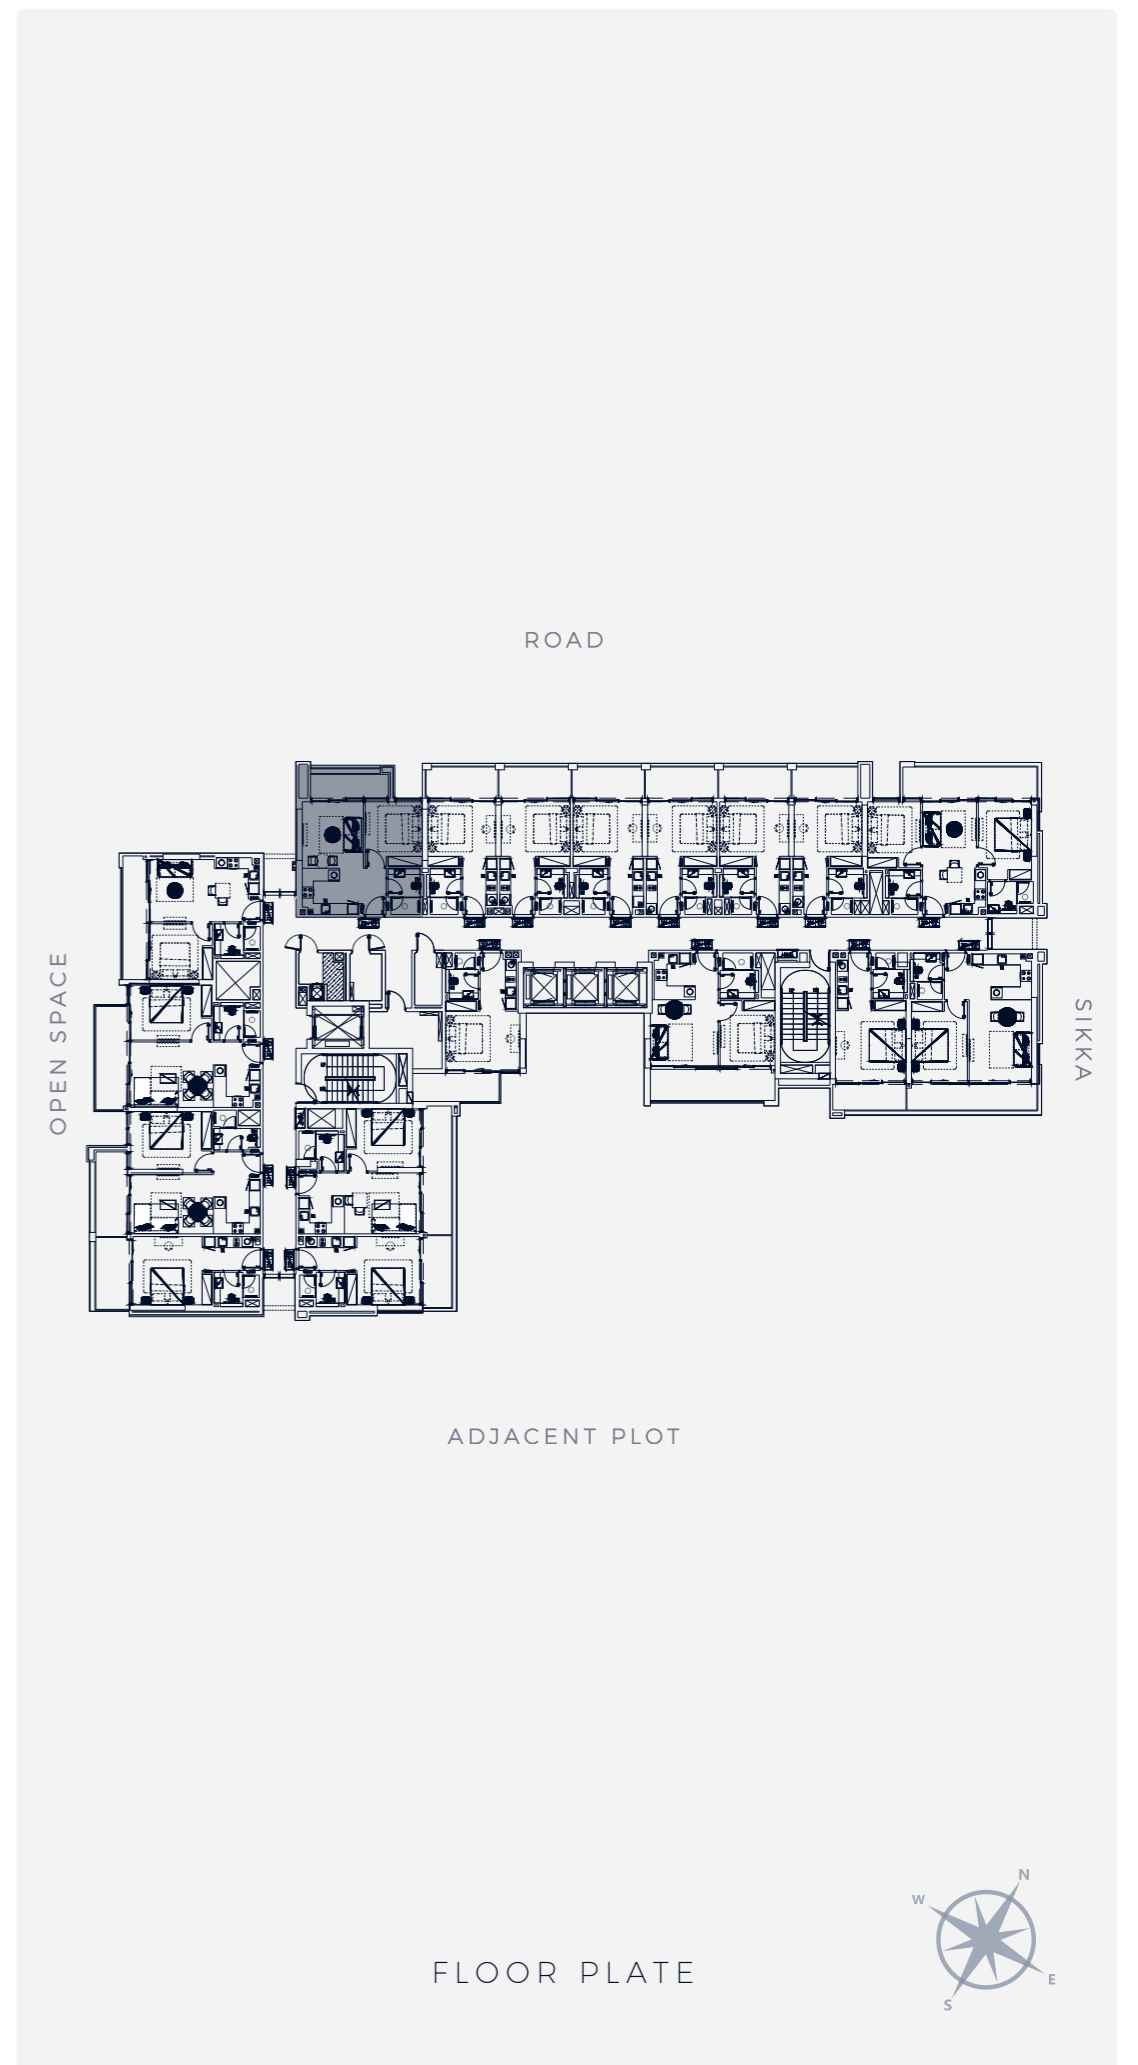 ROAD
OPEN SPACE
SIKKA
ADJACENT PLOT
N
W
E
S
FLOOR PLATE